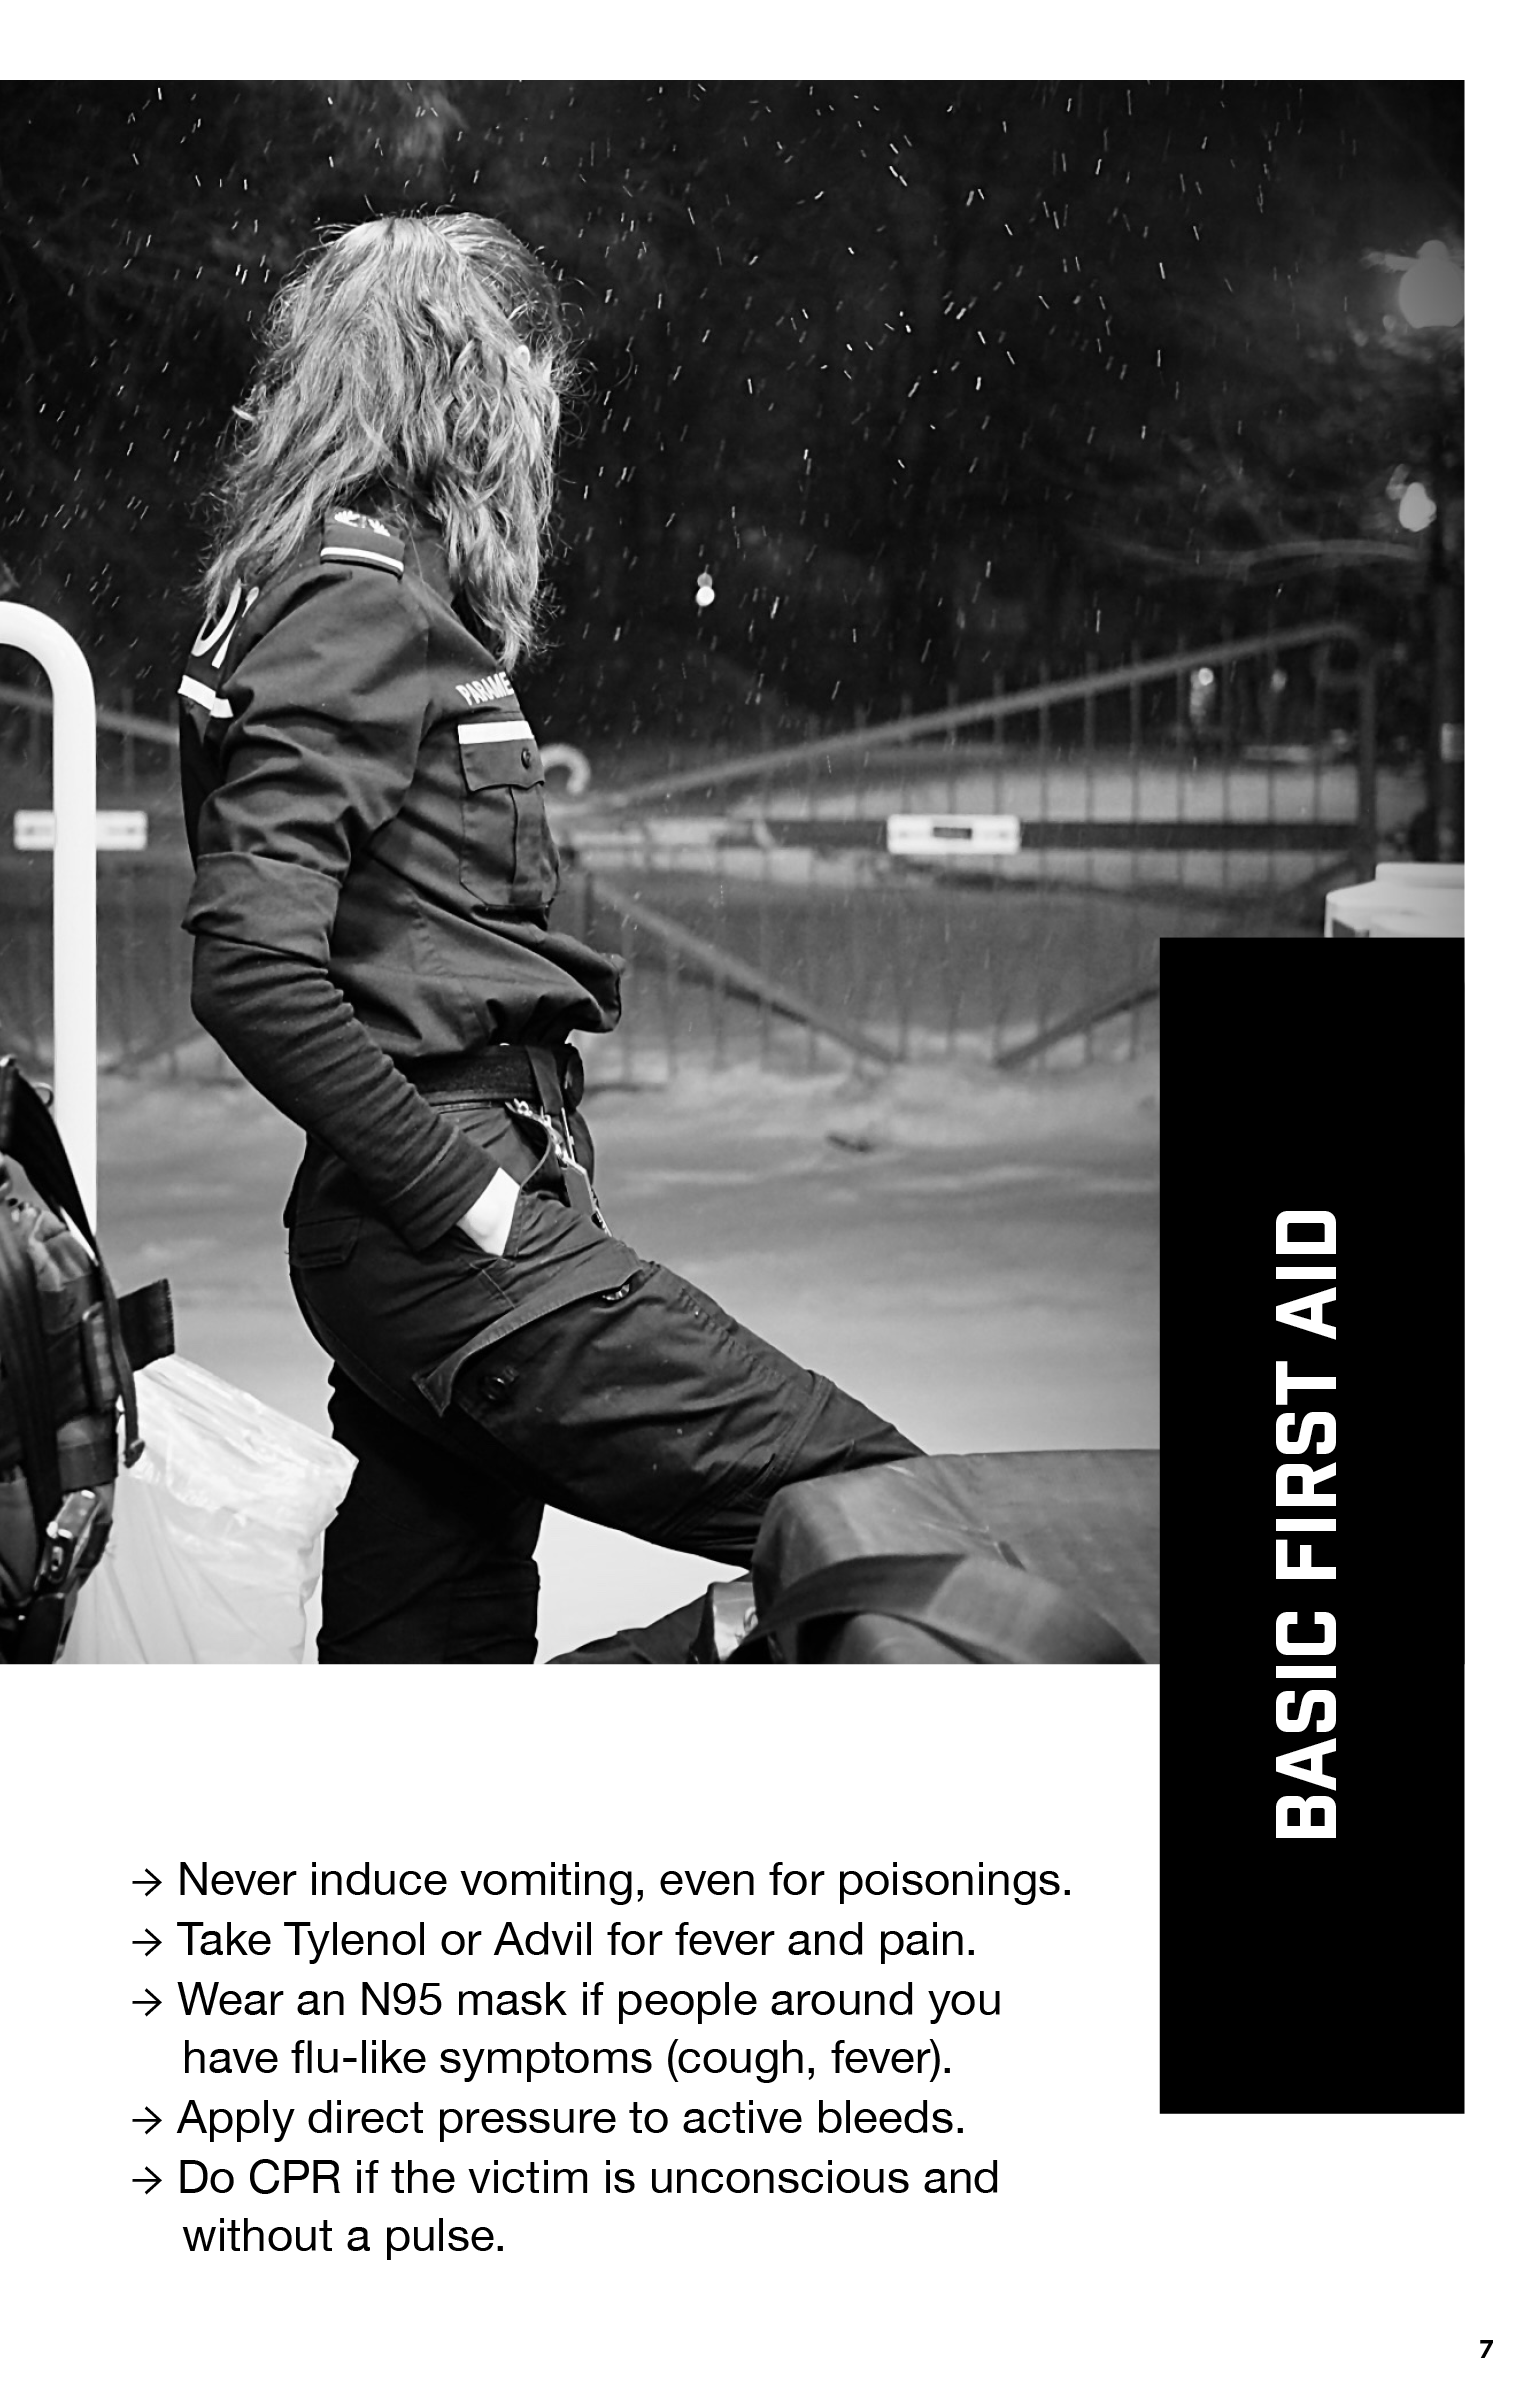 PARAME
BASIC FIRST AID
→ Never induce vomiting, even for poisonings.
→ Take Tylenol or Advil for fever and pain.
→ Wear an N95 mask if people around you
have flu-like symptoms (cough, fever).
→ Apply direct pressure to active bleeds.
→ Do CPR if the victim is unconscious and
without a pulse.
7